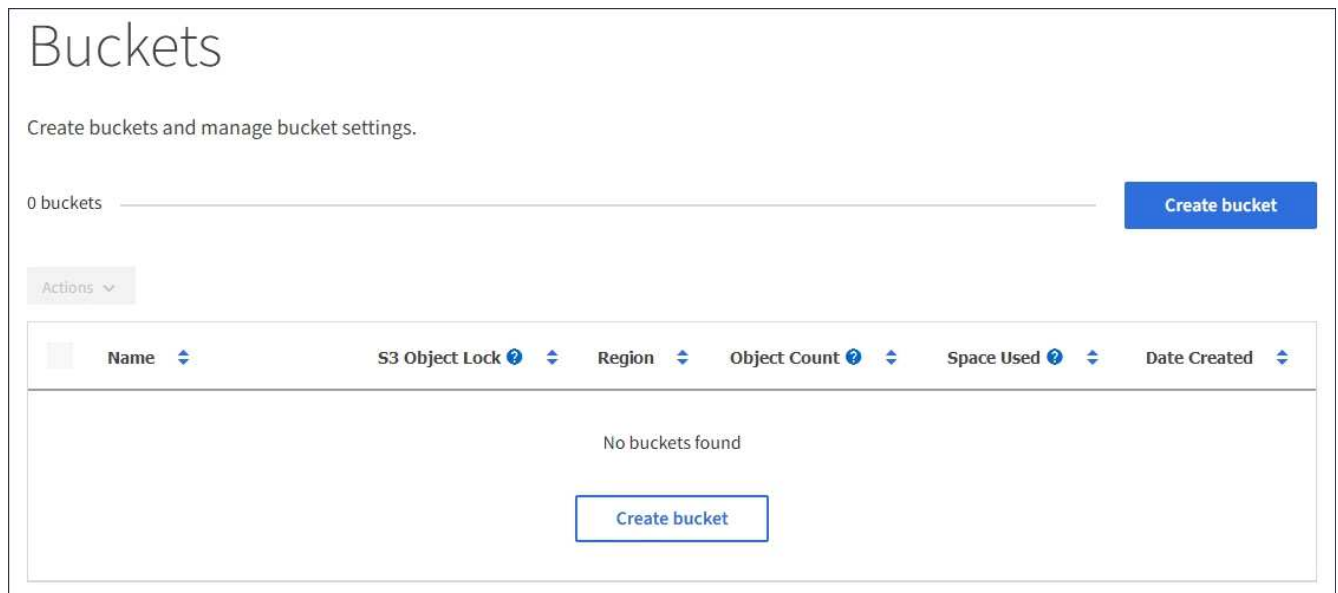 Buckets
Create buckets and manage bucket settings.
0 buckets
Create bucket
Actions
Name S3 Object Lock ? Region Object Count ? Space Used ? Date Created
No buckets found
Create bucket